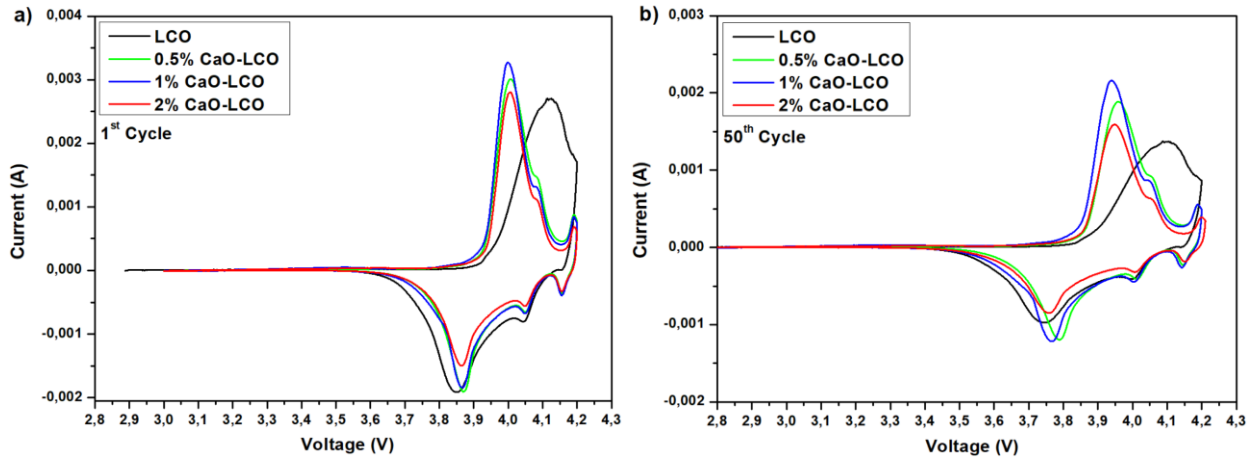 a)
0,004
0,003
0,002
0,001
0,000
-0,001
-0,002
Current (A)
LCO
0.5% CaO-LCO
1% CaO-LCO
2% CaO-LCO
1st Cycle
2,8 2,9 3,0 3,1 3,2 3,3 3,4 3,5 3,6 3,7 3,8 3,9 4,0 4,1 4,2 4,3
Voltage (V)
b)
0,003
0,002
0,001
0,000
-0,001
-0,002
Current (A)
LCO
0.5% CaO-LCO
1% CaO-LCO
2% CaO-LCO
50th Cycle
2,8 2,9 3,0 3,1 3,2 3,3 3,4 3,5 3,6 3,7 3,8 3,9 4,0 4,1 4,2 4,3
Voltage (V)